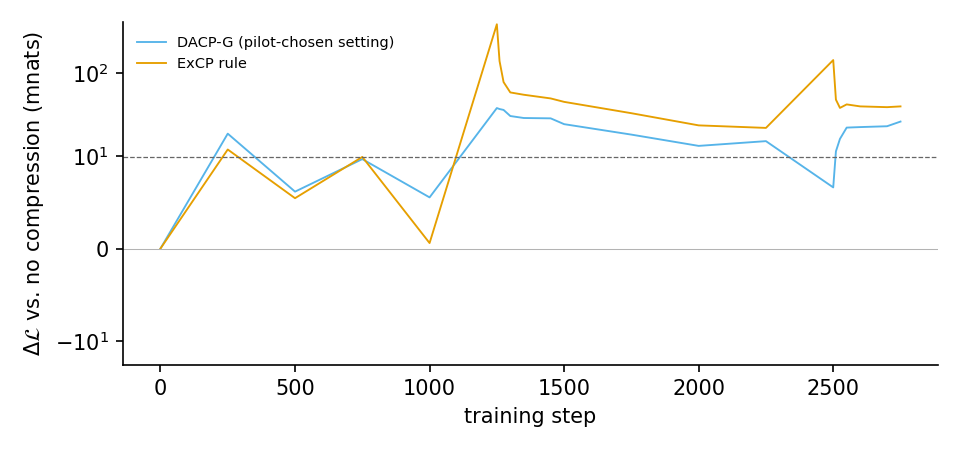 DACP-G (pilot-chosen setting)
ExCP rule
10²
10¹
0
−10¹
Δℒ vs. no compression (mnats)
0 500 1000 1500 2000 2500
training step